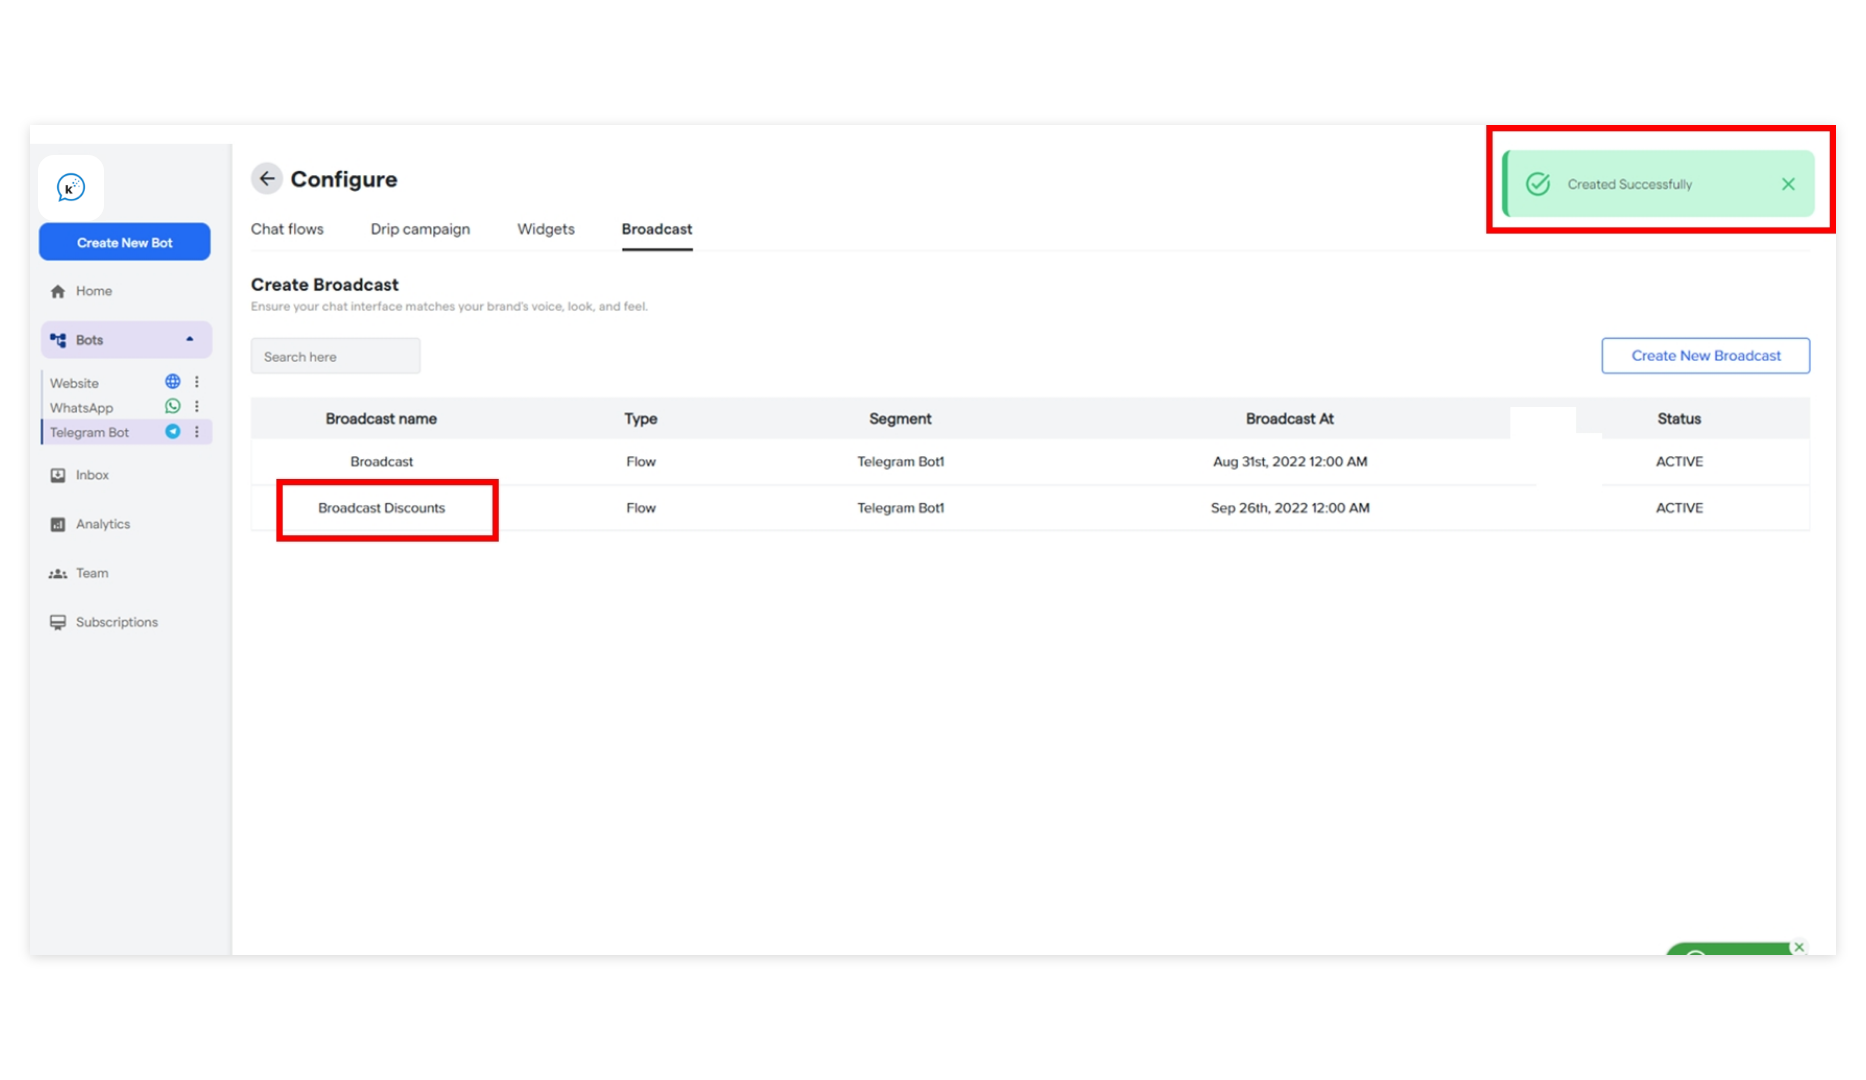 K
Configure
Created Successfully
Create New Bot
Chat flows Drip campaign Widgets Broadcast
Home
Create Broadcast
Ensure your chat interface matches your brand's voice, look, and feel.
Bots
Search here
Create New Broadcast
Website
WhatsApp
Telegram Bot
Inbox
Analytics
Team
Subscriptions
Broadcast name Type Segment Broadcast At Status
Broadcast Flow Telegram Bot1 Aug 31st, 2022 12:00 AM ACTIVE
Broadcast Discounts Flow Telegram Bot1 Sep 26th, 2022 12:00 AM ACTIVE